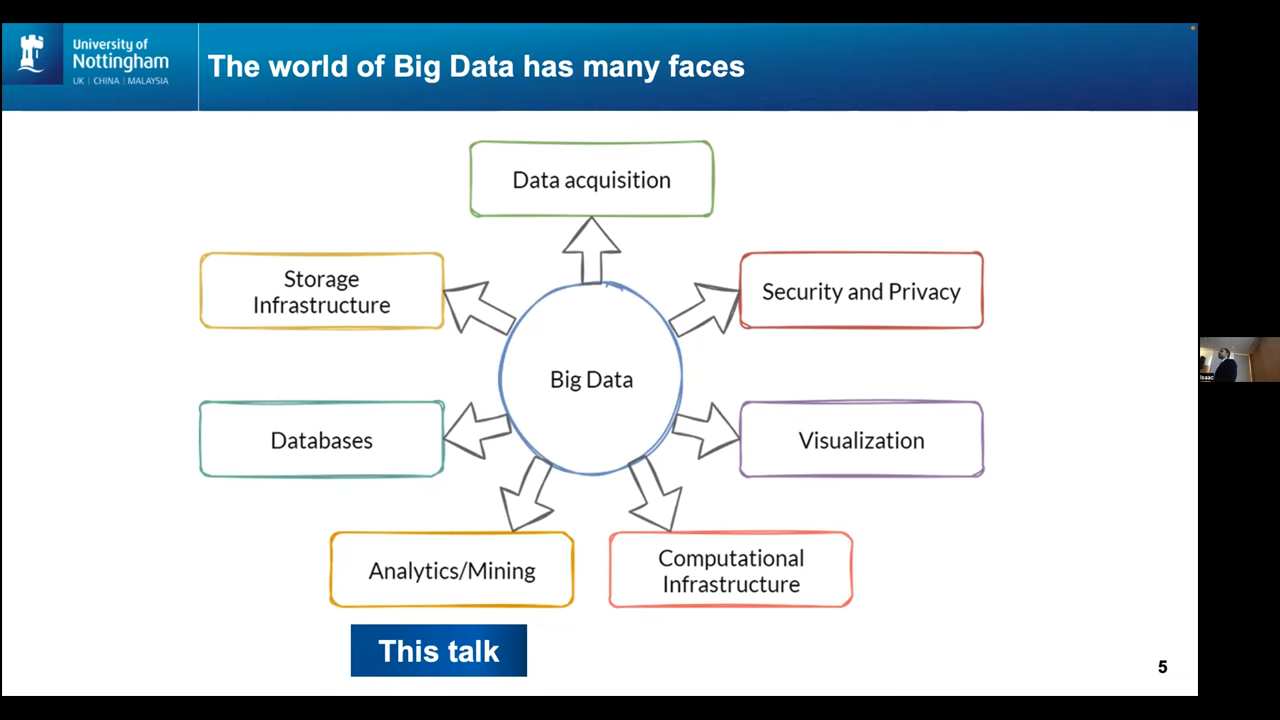 University of
Nottingham
UK | CHINA | MALAYSIA
The world of Big Data has many faces
Data acquisition
Storage
Infrastructure
Security and Privacy
Big Data
Databases
Visualization
Analytics/Mining
Computational
Infrastructure
This talk
5
Isaac